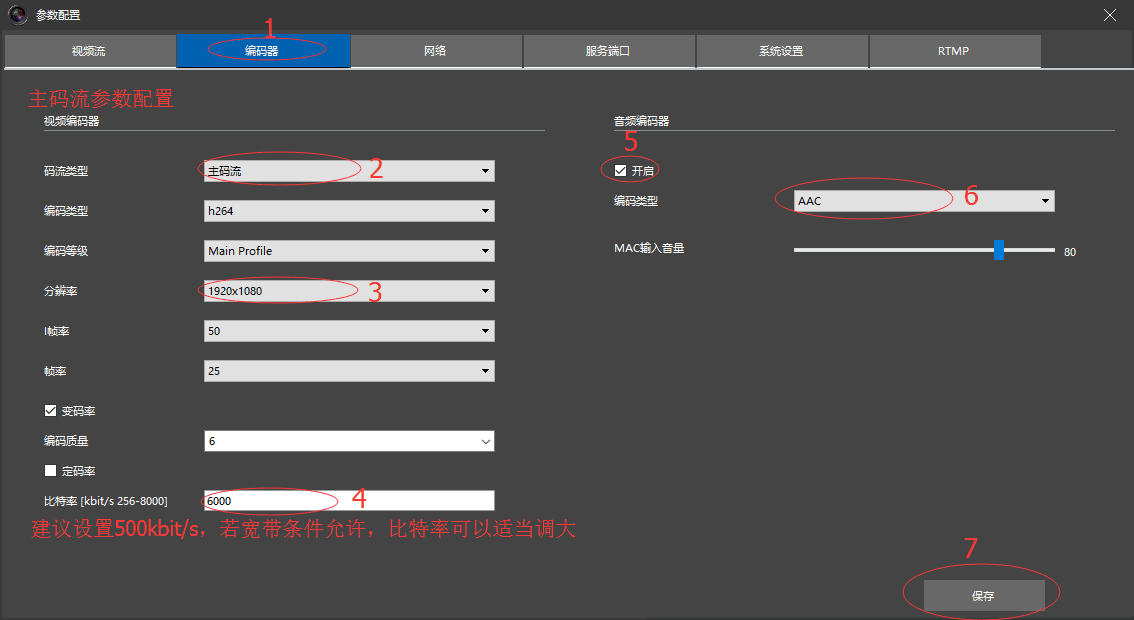 参数配置
1
视频流 编码器 网络 服务端口 系统设置 RTMP
主码流参数配置
视频编码器
音频编码器
码流类型 主码流 2
5
开启
编码类型 h264
编码类型 AAC 6
编码等级 Main Profile
MAC输入音量 80
分辨率 1920x1080 3
I帧率 50
帧率 25
变码率
编码质量 6
定码率
比特率 [kbit/s 256-8000] 6000 4
建议设置500kbit/s，若宽带条件允许，比特率可以适当调大
7
保存